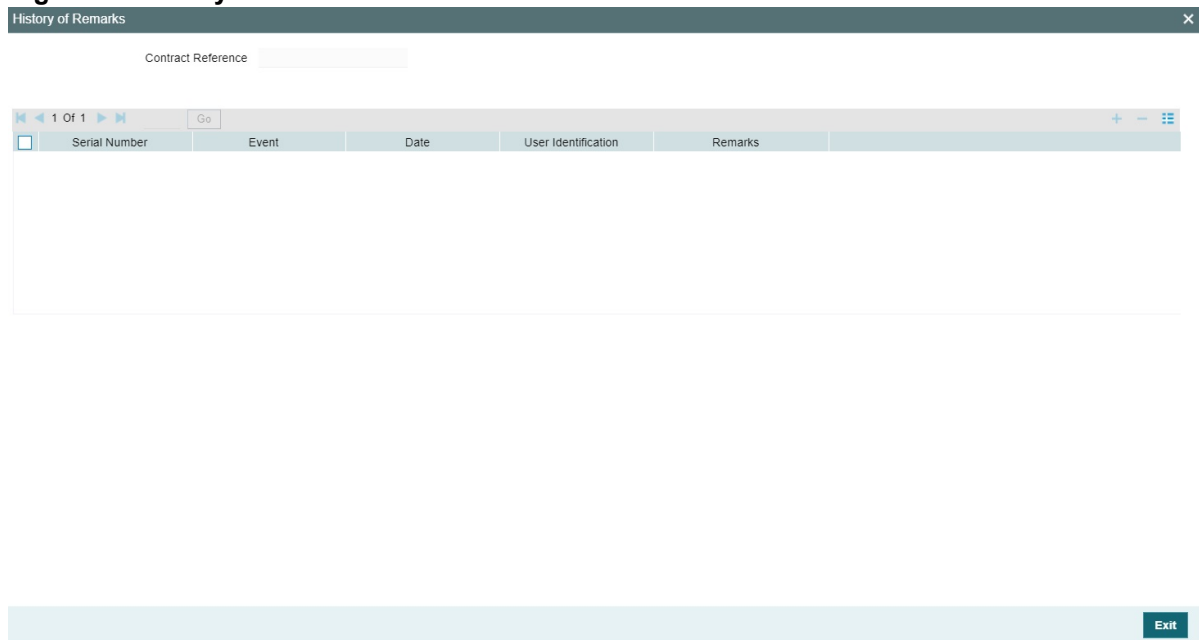 History of Remarks
Contract Reference
1 Of 1 Go
Serial Number Event Date User Identification Remarks
Exit